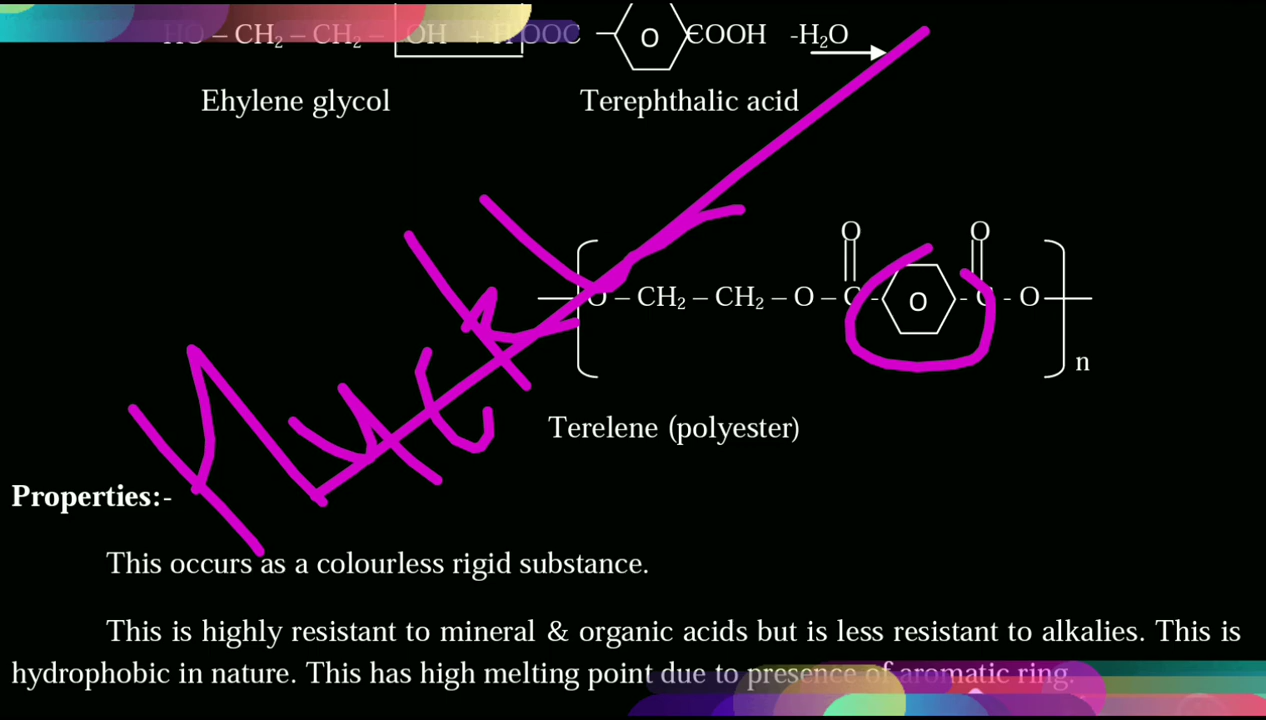 HO – CH₂ – CH₂ – OH + HOOC – O COOH -H₂O
Ehylene glycol Terephthalic acid
O O
O – CH₂ – CH₂ – O – C - O - C - O
n
Terelene (polyester)
Properties:-
This occurs as a colourless rigid substance.
This is highly resistant to mineral & organic acids but is less resistant to alkalies. This is
hydrophobic in nature. This has high melting point due to presence of aromatic ring.